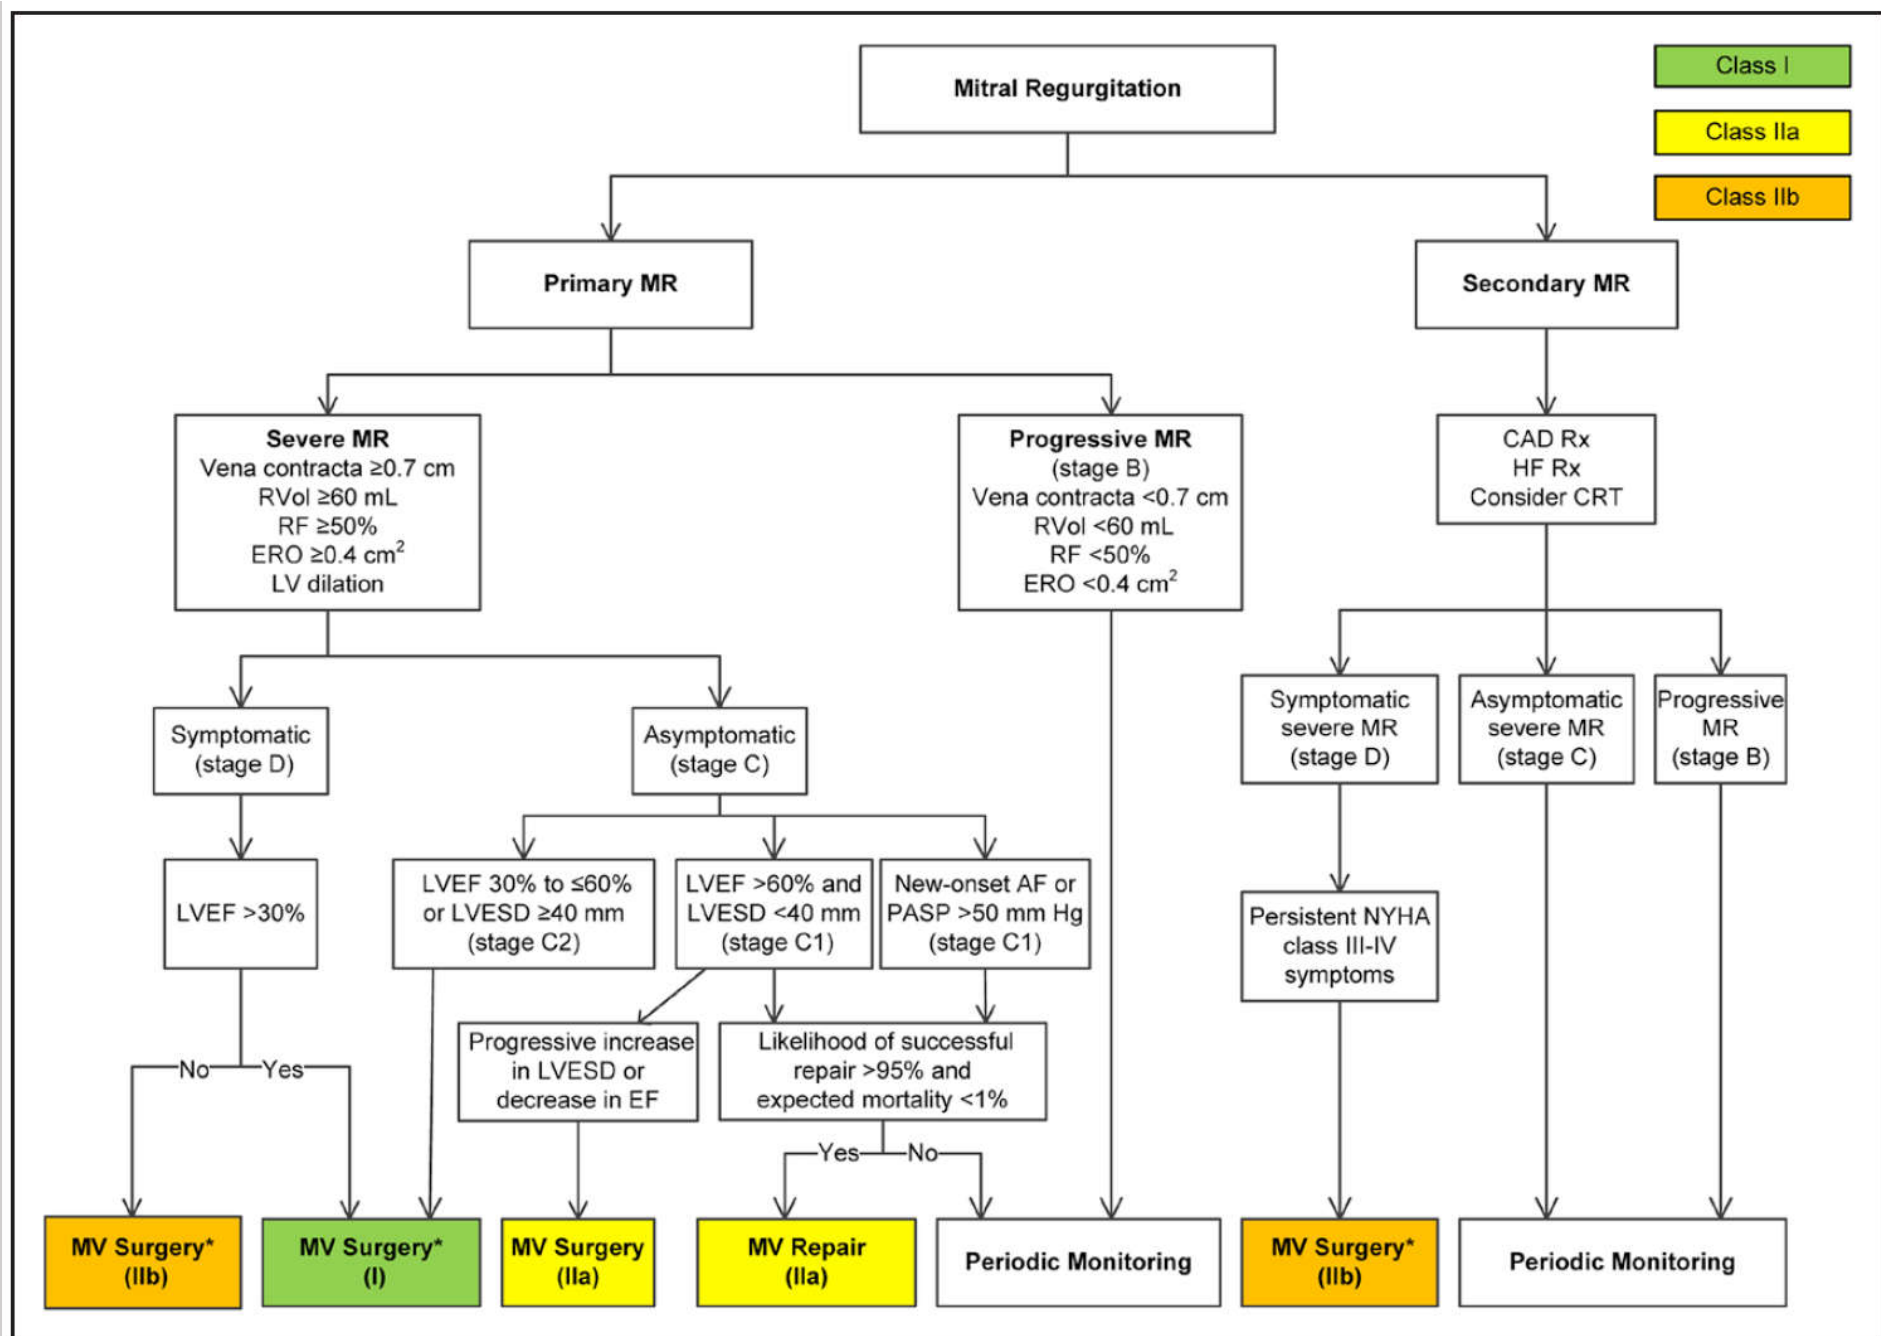 Mitral Regurgitation
Class I
Class IIa
Class IIb
Primary MR
Secondary MR
Severe MR
Vena contracta ≥0.7 cm
RVol ≥60 mL
RF ≥50%
ERO ≥0.4 cm²
LV dilation
Progressive MR
(stage B)
Vena contracta <0.7 cm
RVol <60 mL
RF <50%
ERO <0.4 cm²
CAD Rx
HF Rx
Consider CRT
Symptomatic
(stage D)
Asymptomatic
(stage C)
Symptomatic
severe MR
(stage D)
Asymptomatic
severe MR
(stage C)
Progressive
MR
(stage B)
LVEF >30%
LVEF 30% to ≤60%
or LVESD ≥40 mm
(stage C2)
LVEF >60% and
LVESD <40 mm
(stage C1)
New-onset AF or
PASP >50 mm Hg
(stage C1)
Persistent NYHA
class III-IV
symptoms
Progressive increase
in LVESD or
decrease in EF
Likelihood of successful
repair >95% and
expected mortality <1%
No
Yes
Yes
No
MV Surgery*
(IIb)
MV Surgery*
(I)
MV Surgery
(IIa)
MV Repair
(IIa)
Periodic Monitoring
MV Surgery*
(IIb)
Periodic Monitoring